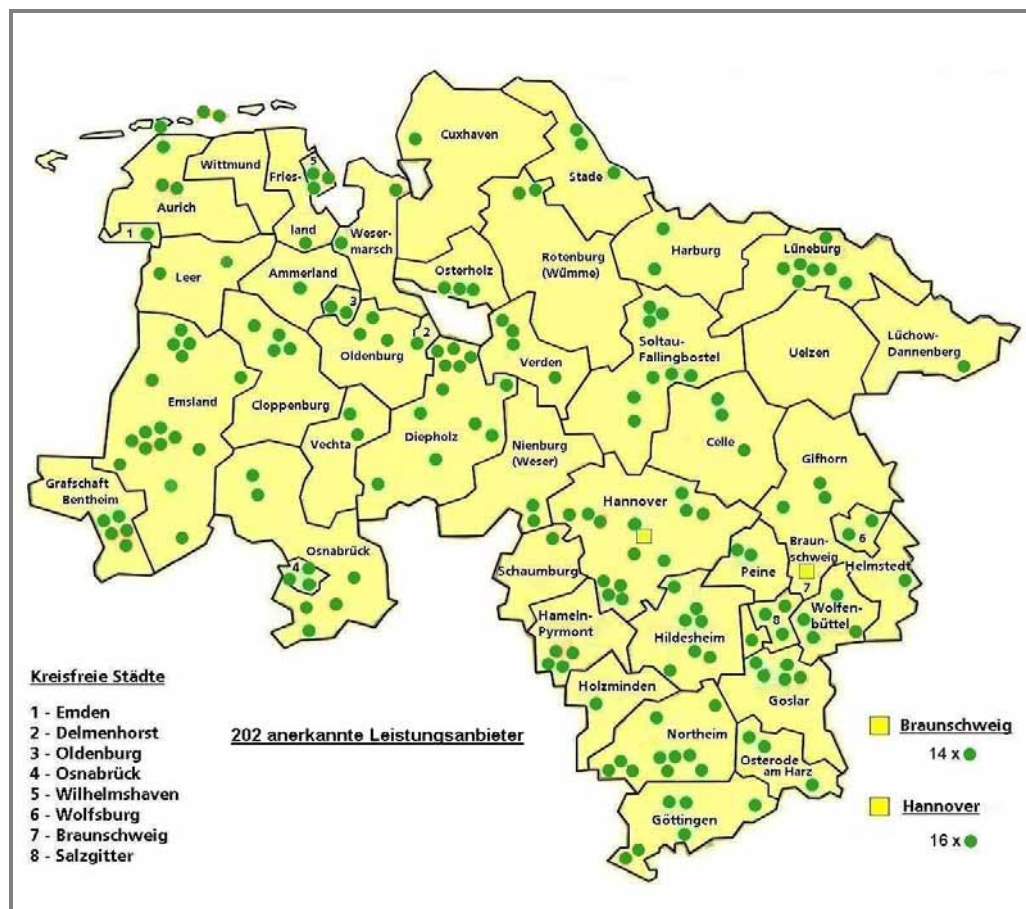 Cuxhaven
Wittmund
5
Fries-
Stade
Aurich
1
land
Weser-
marsch
Harburg
Lüneburg
Rotenburg
(Wümme)
Leer
Ammerland
Osterholz
3
2
Oldenburg
Verden
Soltau-
Fallingbostel
Uelzen
Lüchow-
Dannenberg
Emsland
Cloppenburg
Vechta
Diepholz
Nienburg
(Weser)
Celle
Gifhorn
Grafschaft
Bentheim
Hannover
Osnabrück
4
Schaumburg
Peine
Braun-
schweig
7
6
Helmstedt
Hameln-
Pyrmont
Hildesheim
8
Wolfen-
büttel
Holzminden
Goslar
Northeim
Osterode
am Harz
Göttingen
Kreisfreie Städte
1 - Emden
2 - Delmenhorst
3 - Oldenburg
4 - Osnabrück
5 - Wilhelmshaven
6 - Wolfsburg
7 - Braunschweig
8 - Salzgitter
202 anerkannte Leistungsanbieter
Braunschweig
14 x
Hannover
16 x